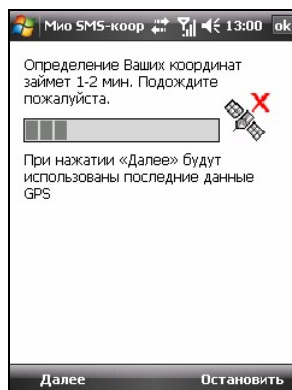 Мио SMS-коор 13:00 ok
Определение Ваших координат
займет 1-2 мин. Подождите
пожалуйста.
При нажатии «Далее» будут
использованы последние данные
GPS
Далее Остановить